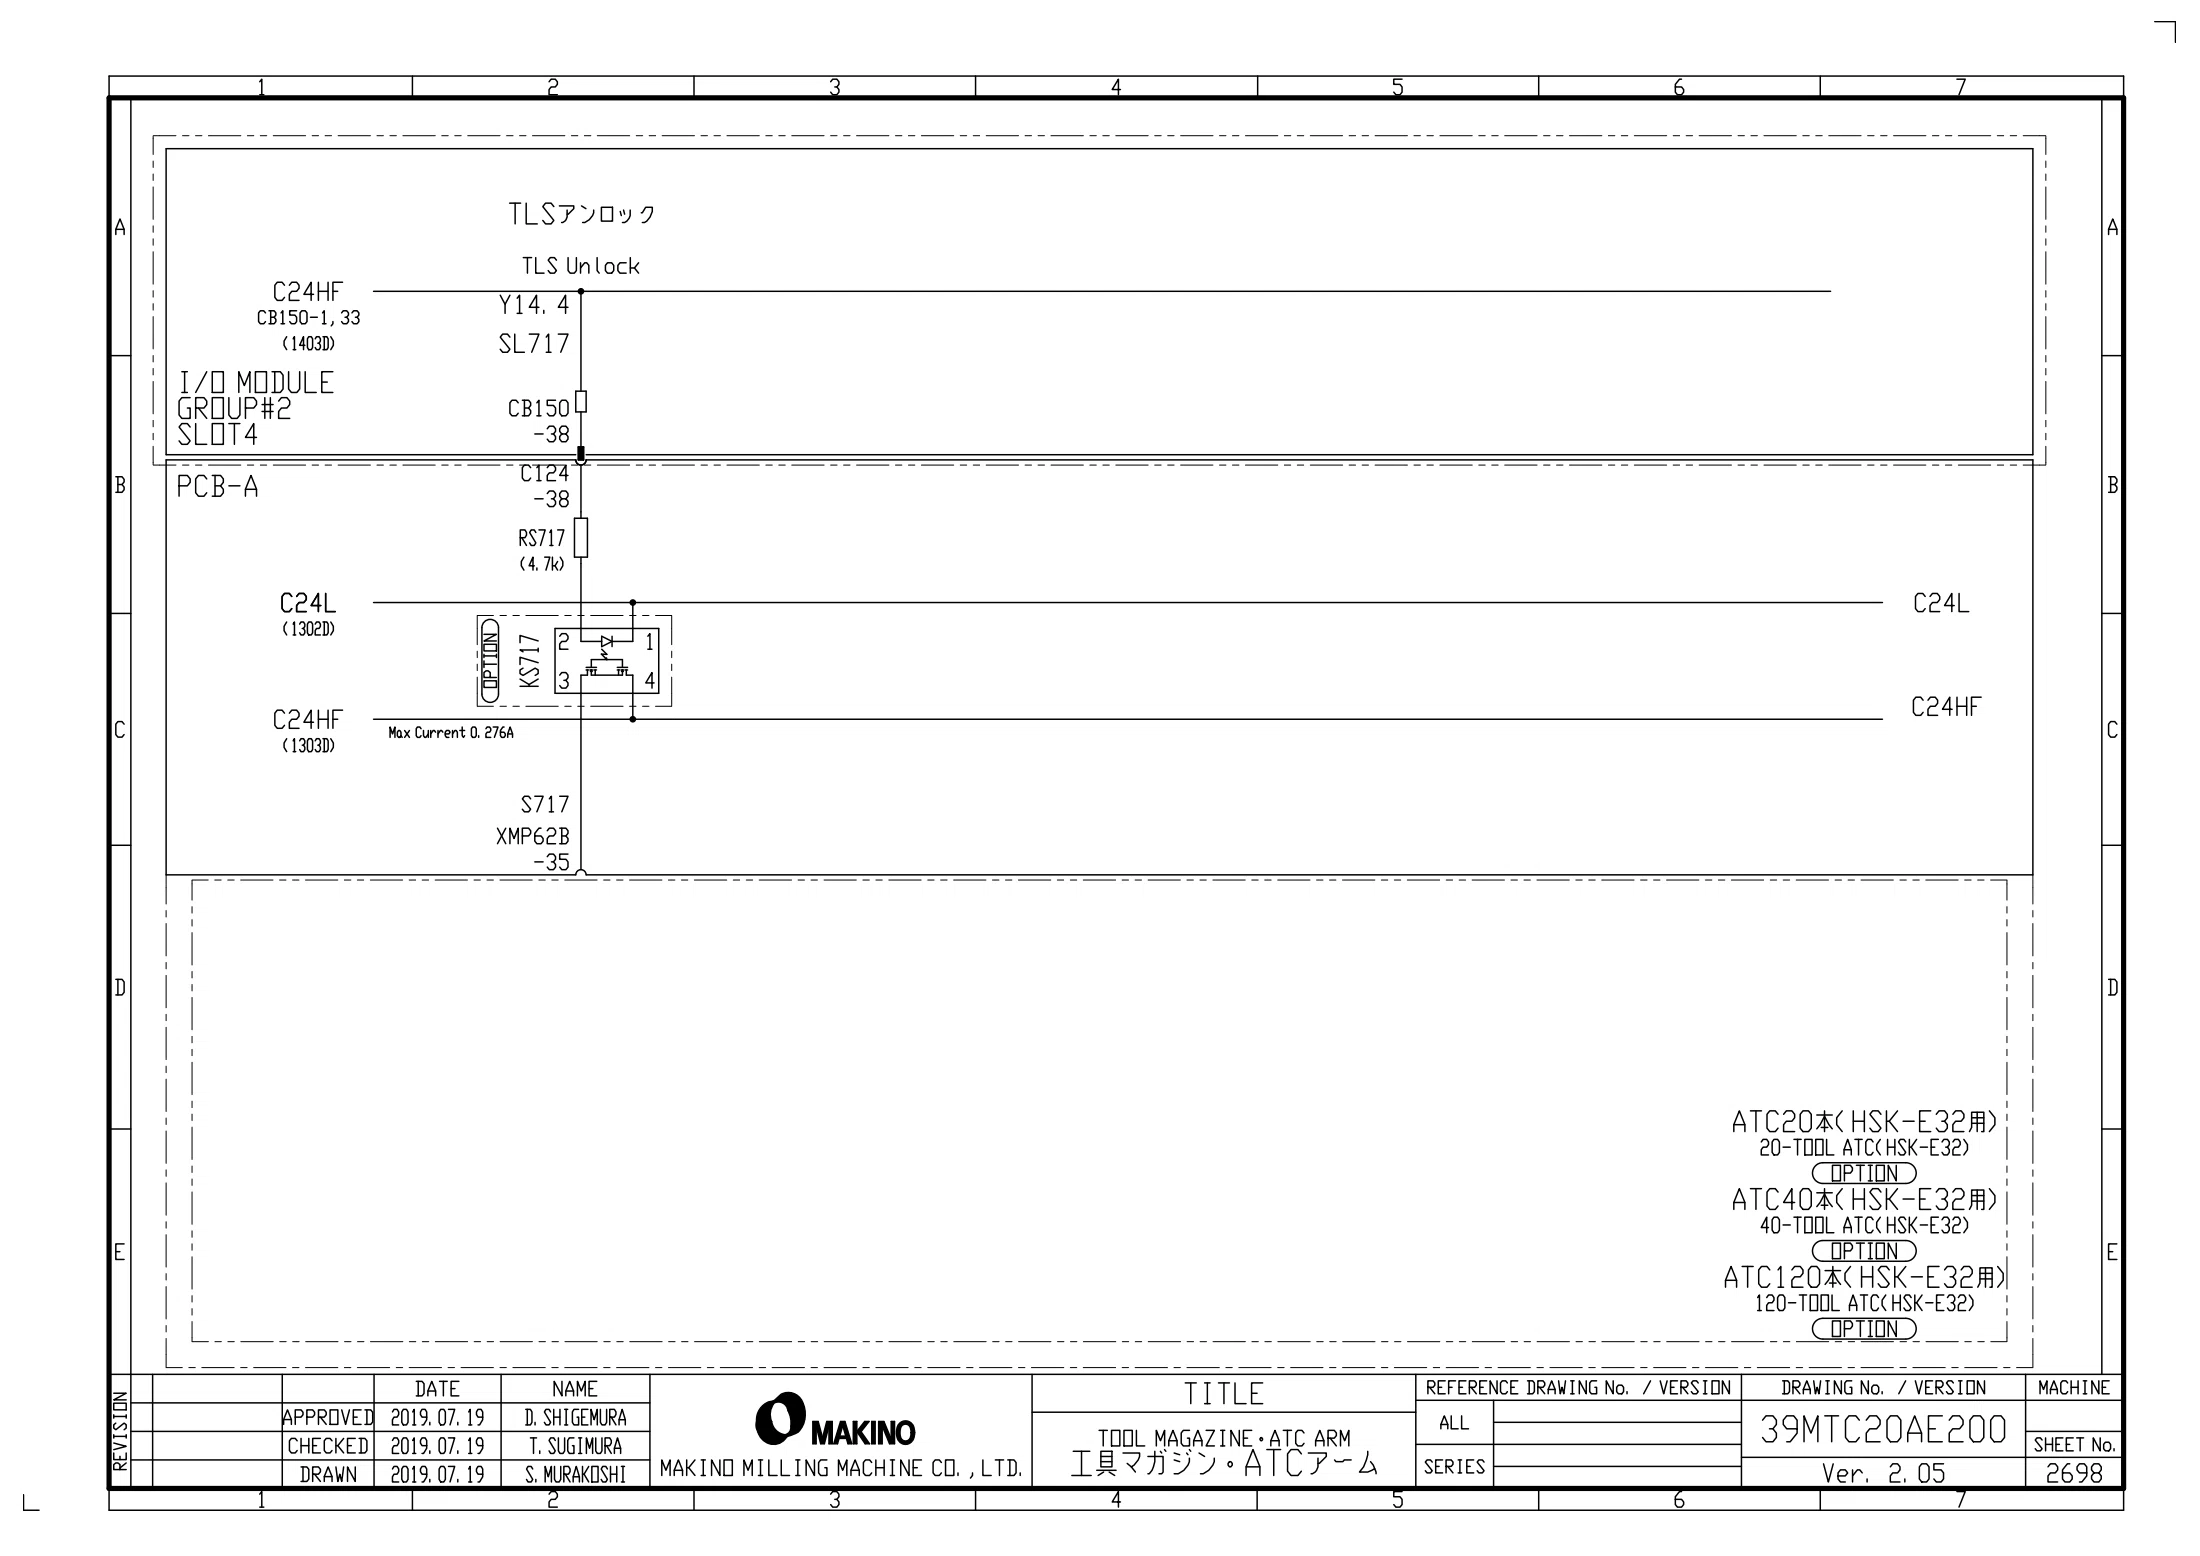 1 2 3 4 5 6 7
A A
TLSアンロック
TLS Unlock
C24HF
CB150-1,33
(1403D)
Y14.4
SL717
I/O MODULE
GROUP#2
SLOT4
CB150
-38
B B
PCB-A
C124
-38
RS717
(4.7k)
C24L C24L
(1302D)
OPTION
KS717
2 1
3 4
C24HF C24HF
(1303D)
Max Current 0.276A
C C
S717
XMP62B
-35
D D
ATC20本(HSK-E32用)
20-TOOL ATC(HSK-E32)
OPTION
ATC40本(HSK-E32用)
40-TOOL ATC(HSK-E32)
OPTION
E E
ATC120本(HSK-E32用)
120-TOOL ATC(HSK-E32)
OPTION
REVISION
DATE NAME
APPROVED 2019.07.19 D.SHIGEMURA
CHECKED 2019.07.19 T.SUGIMURA
DRAWN 2019.07.19 S.MURAKOSHI
MAKINO
MAKINO MILLING MACHINE CO.,LTD.
TITLE
TOOL MAGAZINE・ATC ARM
工具マガジン・ATCアーム
REFERENCE DRAWING No. / VERSION
ALL
SERIES
DRAWING No. / VERSION
39MTC20AE200
Ver. 2.05
MACHINE
SHEET No.
2698
1 2 3 4 5 6 7